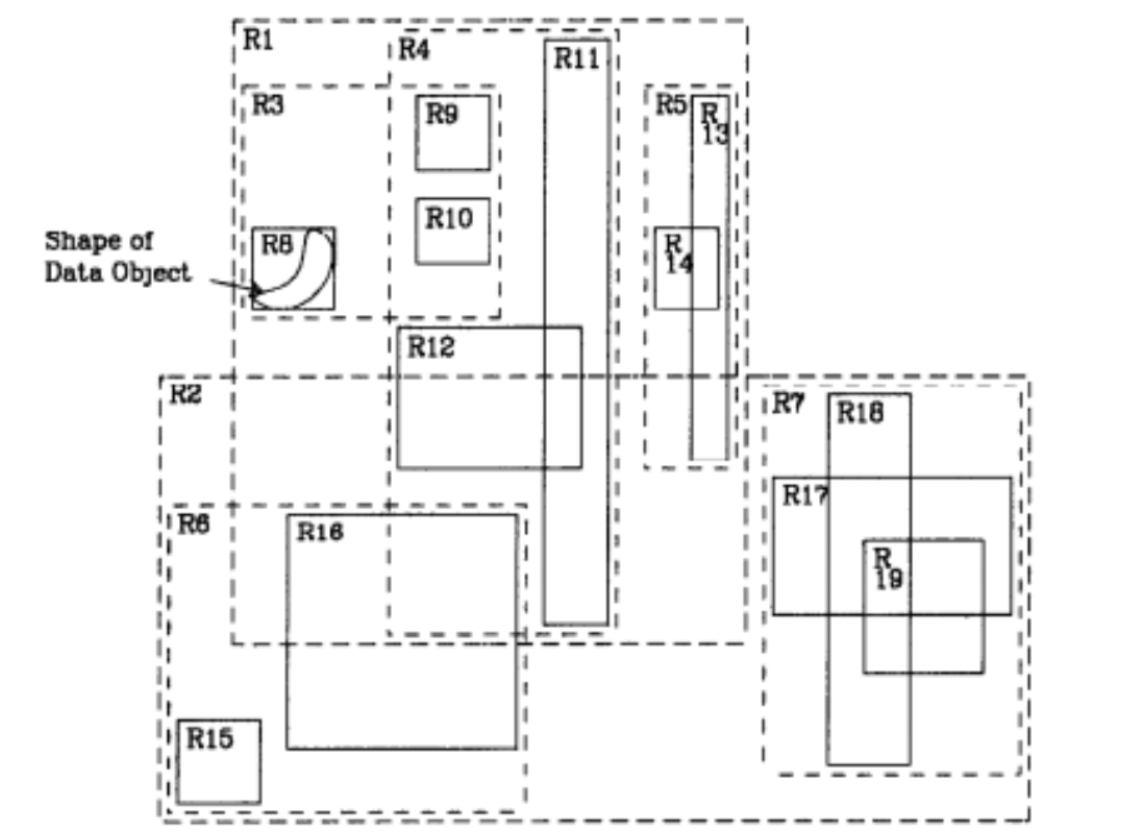 R1
R4
R11
R3
R9
R5
R
13
R10
Shape of
Data Object
R8
R
14
R12
R2
R7
R18
R17
R6
R16
R
19
R15